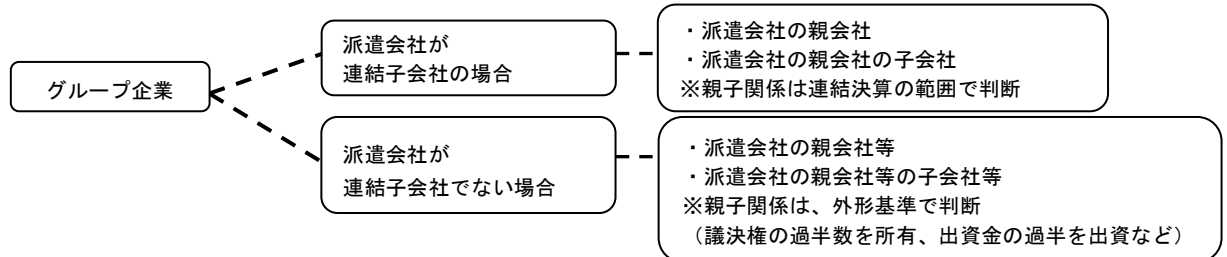 グループ企業
派遣会社が
連結子会社の場合
・派遣会社の親会社
・派遣会社の親会社の子会社
※親子関係は連結決算の範囲で判断
派遣会社が
連結子会社でない場合
・派遣会社の親会社等
・派遣会社の親会社等の子会社等
※親子関係は、外形基準で判断
（議決権の過半数を所有、出資金の過半を出資など）